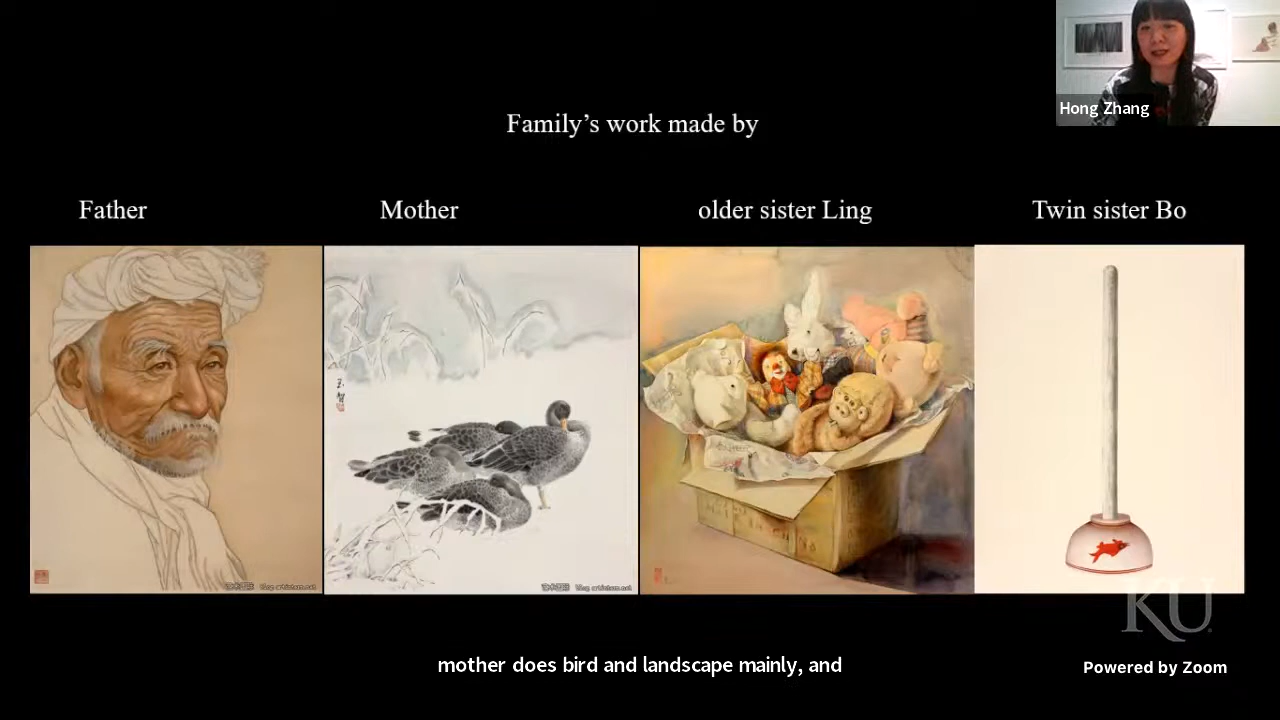 Hong Zhang
Family’s work made by
Father
Mother
older sister Ling
Twin sister Bo
KU
mother does bird and landscape mainly, and
Powered by Zoom